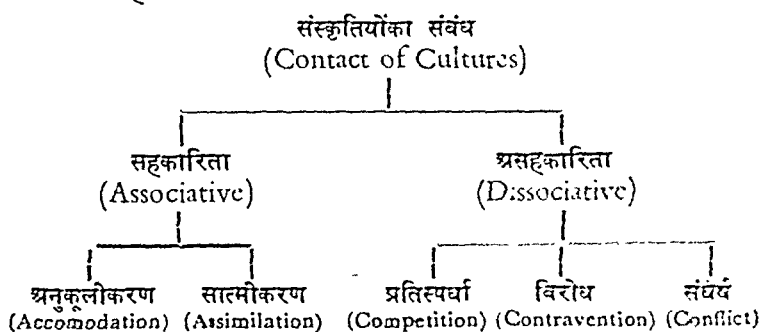 संस्कृतियोंका संबंध
(Contact of Cultures)
सहकारिता असहकारिता
(Associative) (Dissociative)
अनुकूलीकरण सात्मीकरण प्रतिस्पर्धा विरोध संघर्ष
(Accomodation) (Assimilation) (Competition) (Contravention) (Conflict)